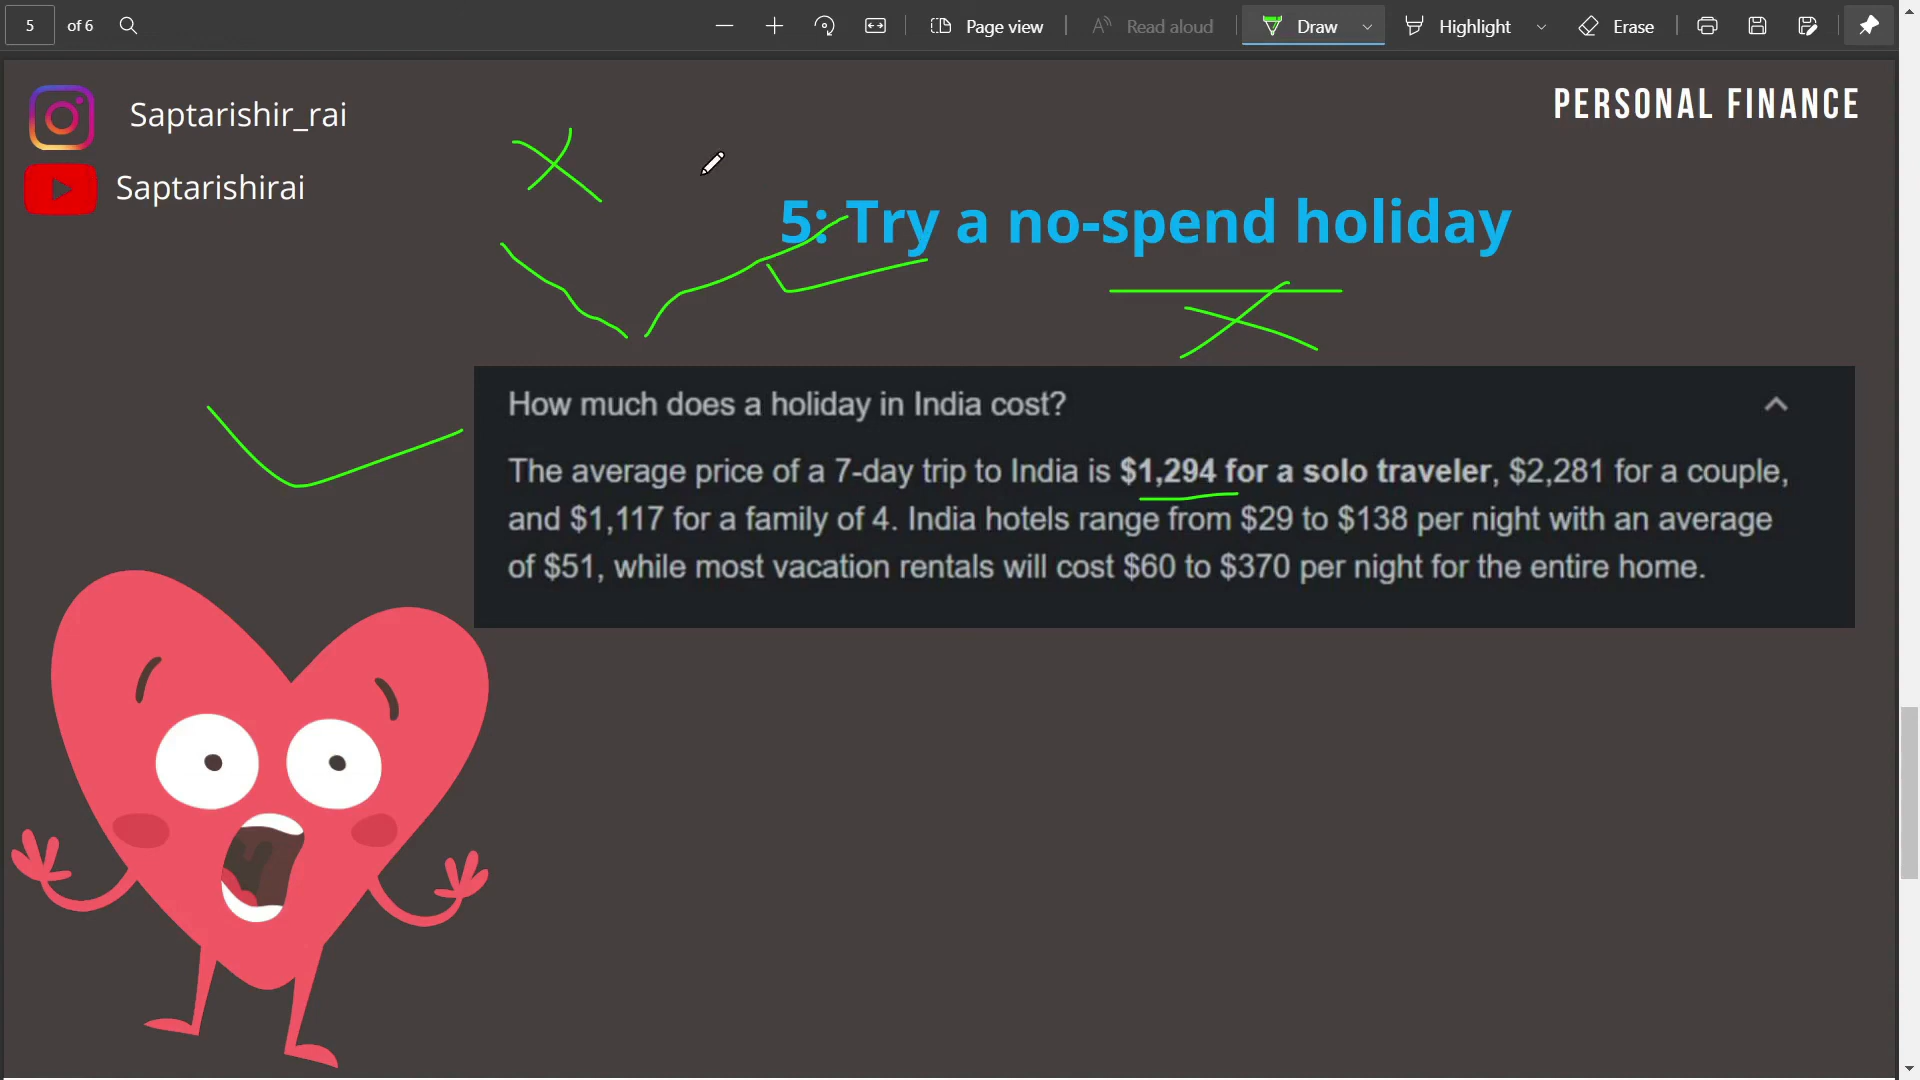 5 of 6
Page view
Read aloud
Draw
Highlight
Erase
Saptarishir_rai
PERSONAL FINANCE
Saptarishirai
5: Try a no-spend holiday
How much does a holiday in India cost?
The average price of a 7-day trip to India is $1,294 for a solo traveler, $2,281 for a couple,
and $1,117 for a family of 4. India hotels range from $29 to $138 per night with an average
of $51, while most vacation rentals will cost $60 to $370 per night for the entire home.